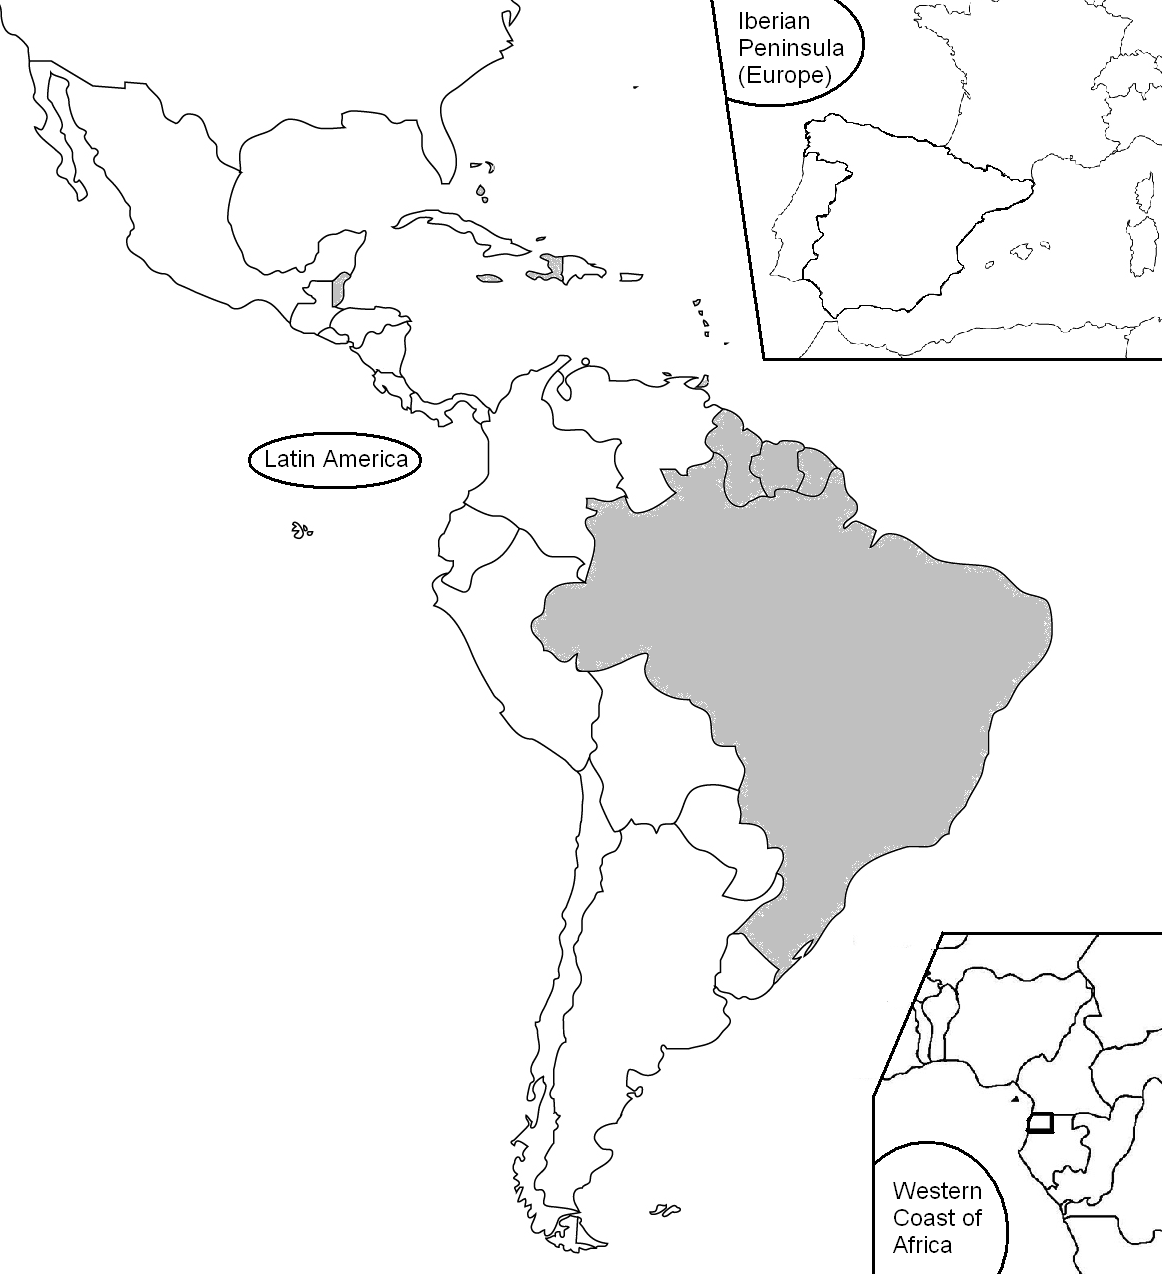 Iberian
Peninsula
(Europe)
Latin America
Western
Coast of
Africa